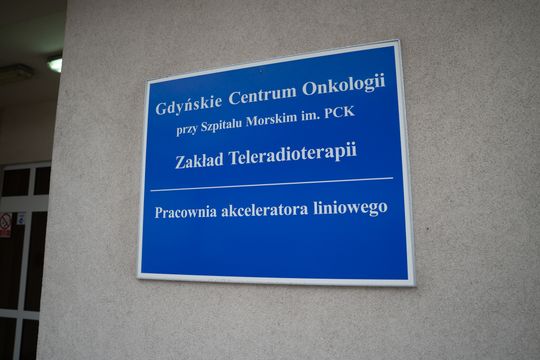 Gdyńskie Centrum Onkologii
przy Szpitalu Morskim im. PCK
Zakład Teleradioterapii
Pracownia akceleratora liniowego